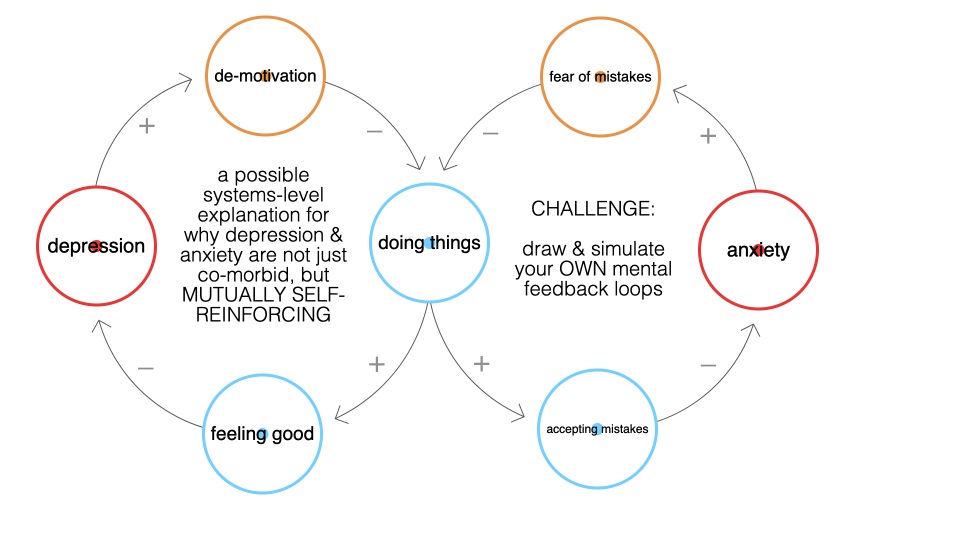 de-motivation
fear of mistakes
+
–
–
+
a possible
systems-level
explanation for
why depression &
anxiety are not just
co-morbid, but
MUTUALLY SELF-
REINFORCING
depression
doing things
CHALLENGE:
draw & simulate
your OWN mental
feedback loops
anxiety
–
+
+
–
feeling good
accepting mistakes